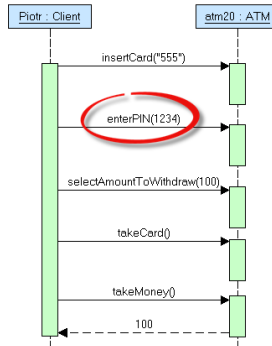 Piotr : Client
atm20 : ATM
insertCard("555")
enterPIN(1234)
selectAmountToWithdraw(100)
takeCard()
takeMoney()
100